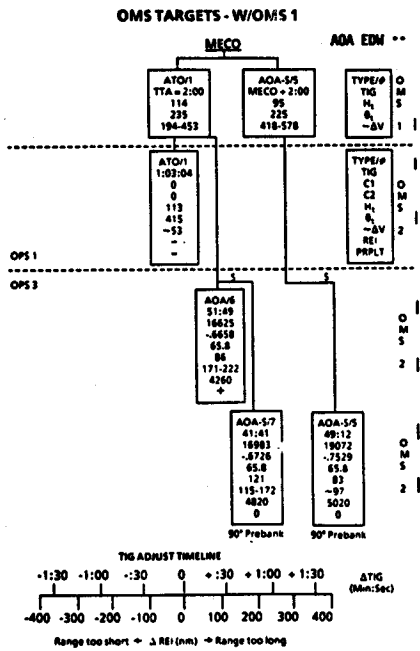 OMS TARGETS - W/OMS 1
AOA EDW **
MECO
ATO/1
TTA = 2:00
114
235
194-453
AOA-S/5
MECO + 2:00
95
225
418-578
TYPE/#
TIG
Ht
θt
~ΔV
OMS 1
ATO/1
1:03:04
0
0
113
415
~53
-
-
TYPE/#
TIG
C1
C2
Ht
θt
~ΔV
REI
PRPLT
OMS 2
OPS 1
OPS 3
S
S
AOA/6
51:49
16625
-.6658
65.8
86
171-222
4260
+
OMS 2
AOA-S/7
41:41
16983
-.6726
65.8
121
115-172
4820
0
AOA-S/5
49:12
19072
-.7529
65.8
83
~97
5020
0
OMS 2
90° Prebank
90° Prebank
TIG ADJUST TIMELINE
-1:30 -1:00 -:30 0 +:30 +1:00 +1:30
ΔTIG
(Min:Sec)
-400 -300 -200 -100 0 100 200 300 400
Range too short ← Δ REI (nm) → Range too long